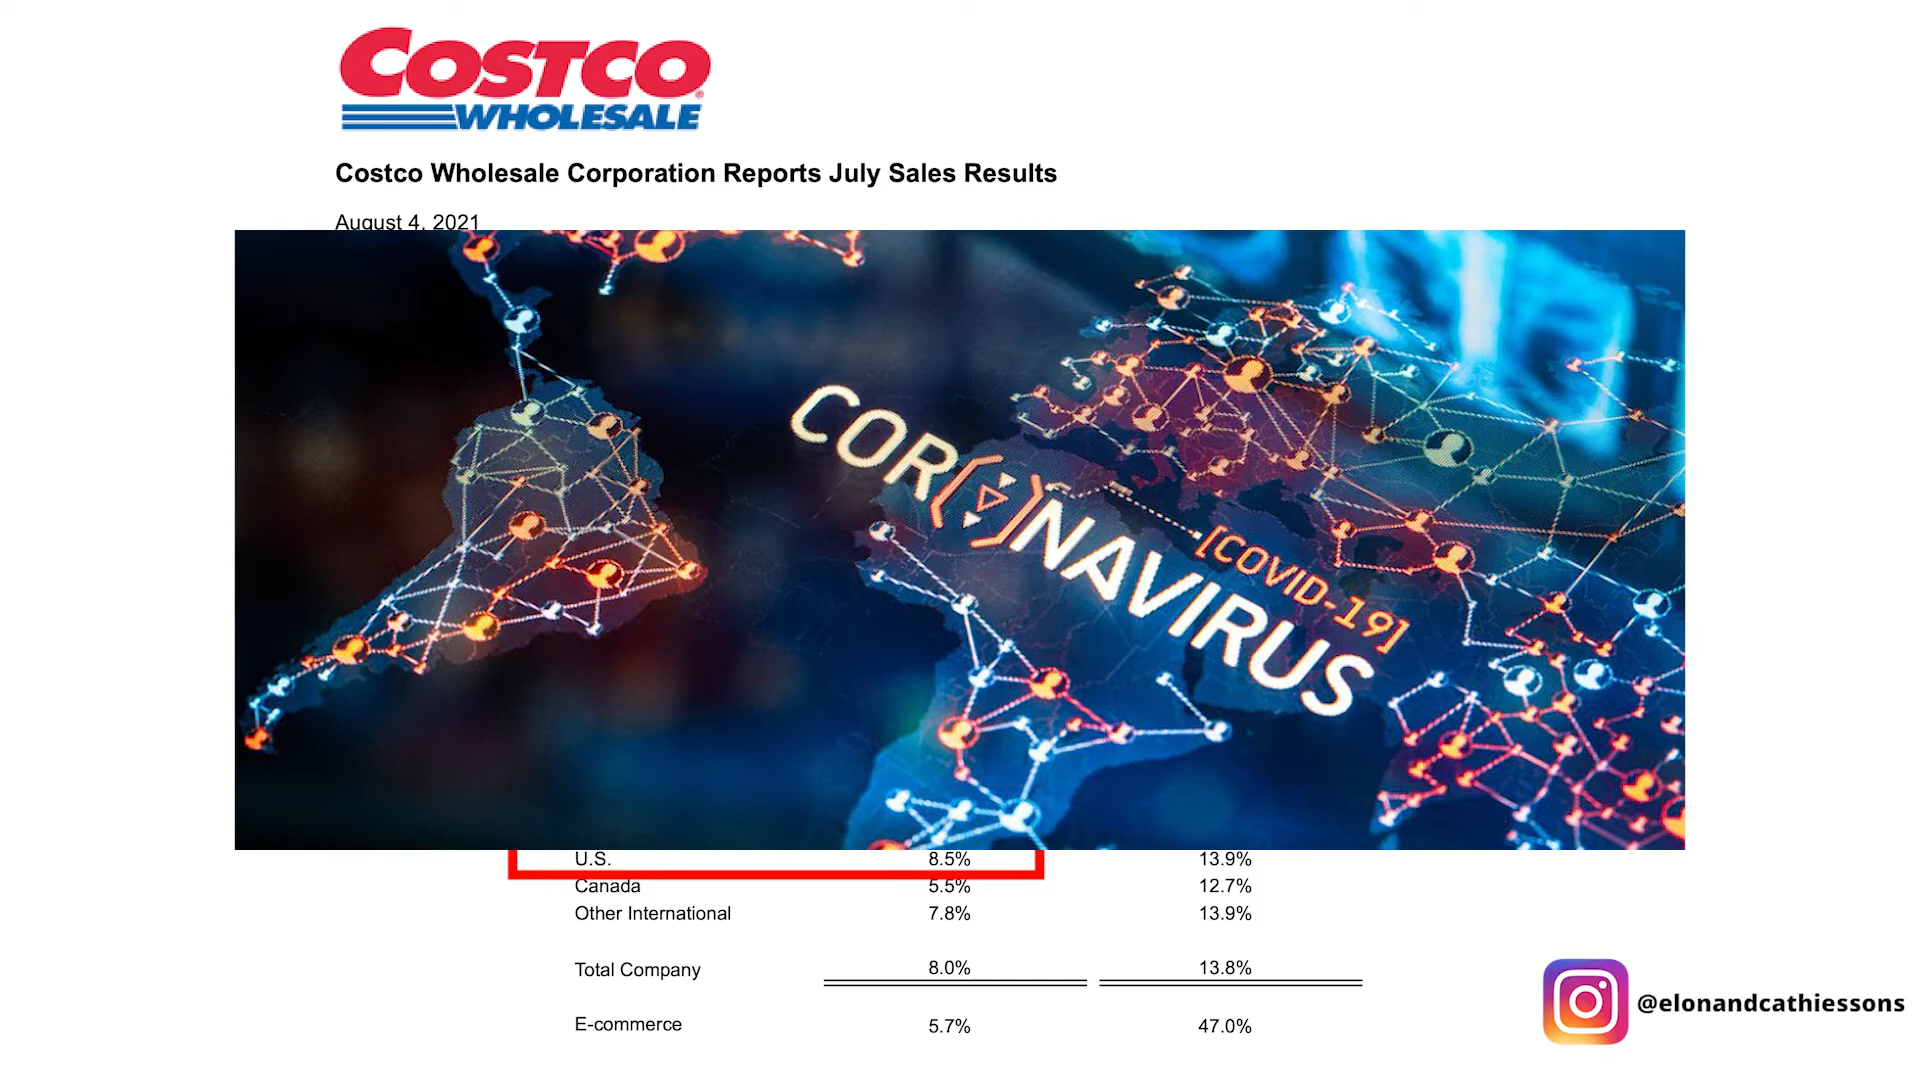 COSTCO
WHOLESALE
Costco Wholesale Corporation Reports July Sales Results
August 4, 2021
CORONAVIRUS
[COVID-19]
U.S. 8.5% 13.9%
Canada 5.5% 12.7%
Other International 7.8% 13.9%
Total Company 8.0% 13.8%
E-commerce 5.7% 47.0%
@elonandcathiessons